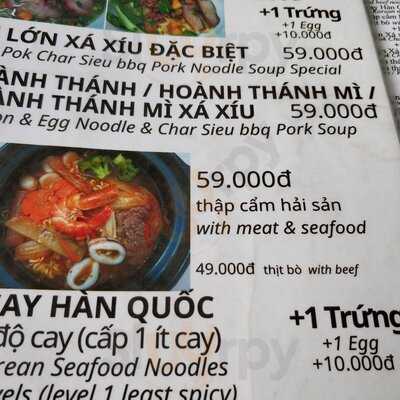 +1 Trứng
+1 Egg
+10.000đ
LỚN XÁ XÍU ĐẶC BIỆT 59.000đ
Pok Char Sieu bbq Pork Noodle Soup Special
ÀNH THÁNH / HOÀNH THÁNH MÌ /
ÀNH THÁNH MÌ XÁ XÍU 59.000đ
on & Egg Noodle & Char Sieu bbq Pork Soup
59.000đ
thập cẩm hải sản
with meat & seafood
49.000đ thịt bò with beef
CAY HÀN QUỐC
độ cay (cấp 1 ít cay)
rean Seafood Noodles
vels (level 1 least spicy)
+1 Trứng
+1 Egg
+10.000đ